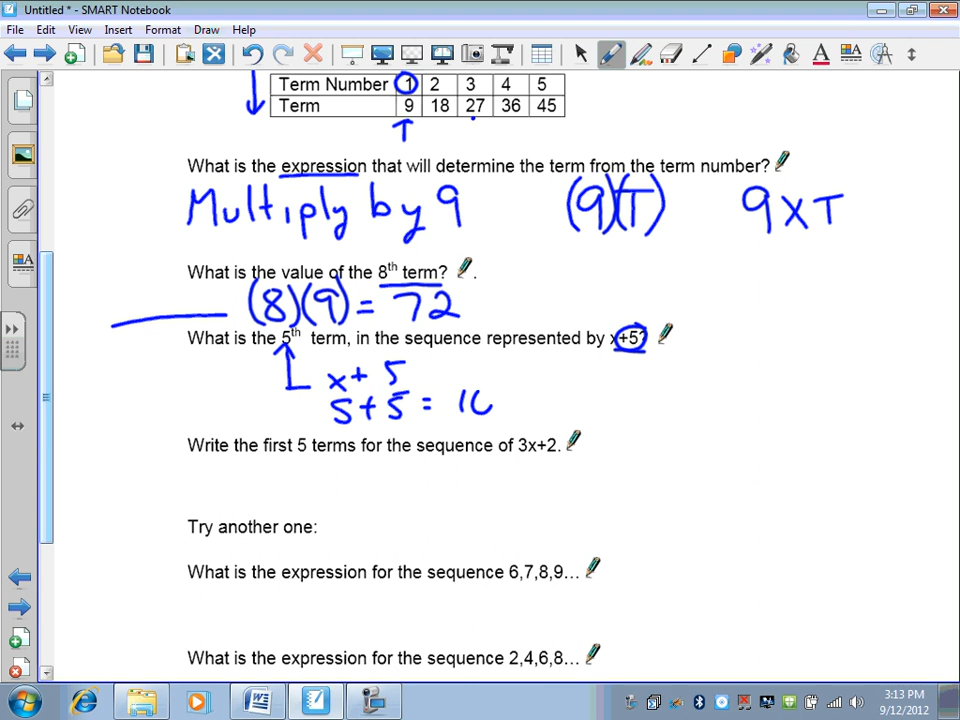 Untitled * - SMART Notebook
File Edit View Insert Format Draw Help
Term Number 1 2 3 4 5
Term 9 18 27 36 45
What is the expression that will determine the term from the term number?
Multiply by 9 (9)(T) 9 x T
What is the value of the 8th term? .
(8)(9) = 72
What is the 5th term, in the sequence represented by x+5?
x + 5
5 + 5 = 10
Write the first 5 terms for the sequence of 3x+2.
Try another one:
What is the expression for the sequence 6,7,8,9...
What is the expression for the sequence 2,4,6,8...
3:13 PM
9/12/2012